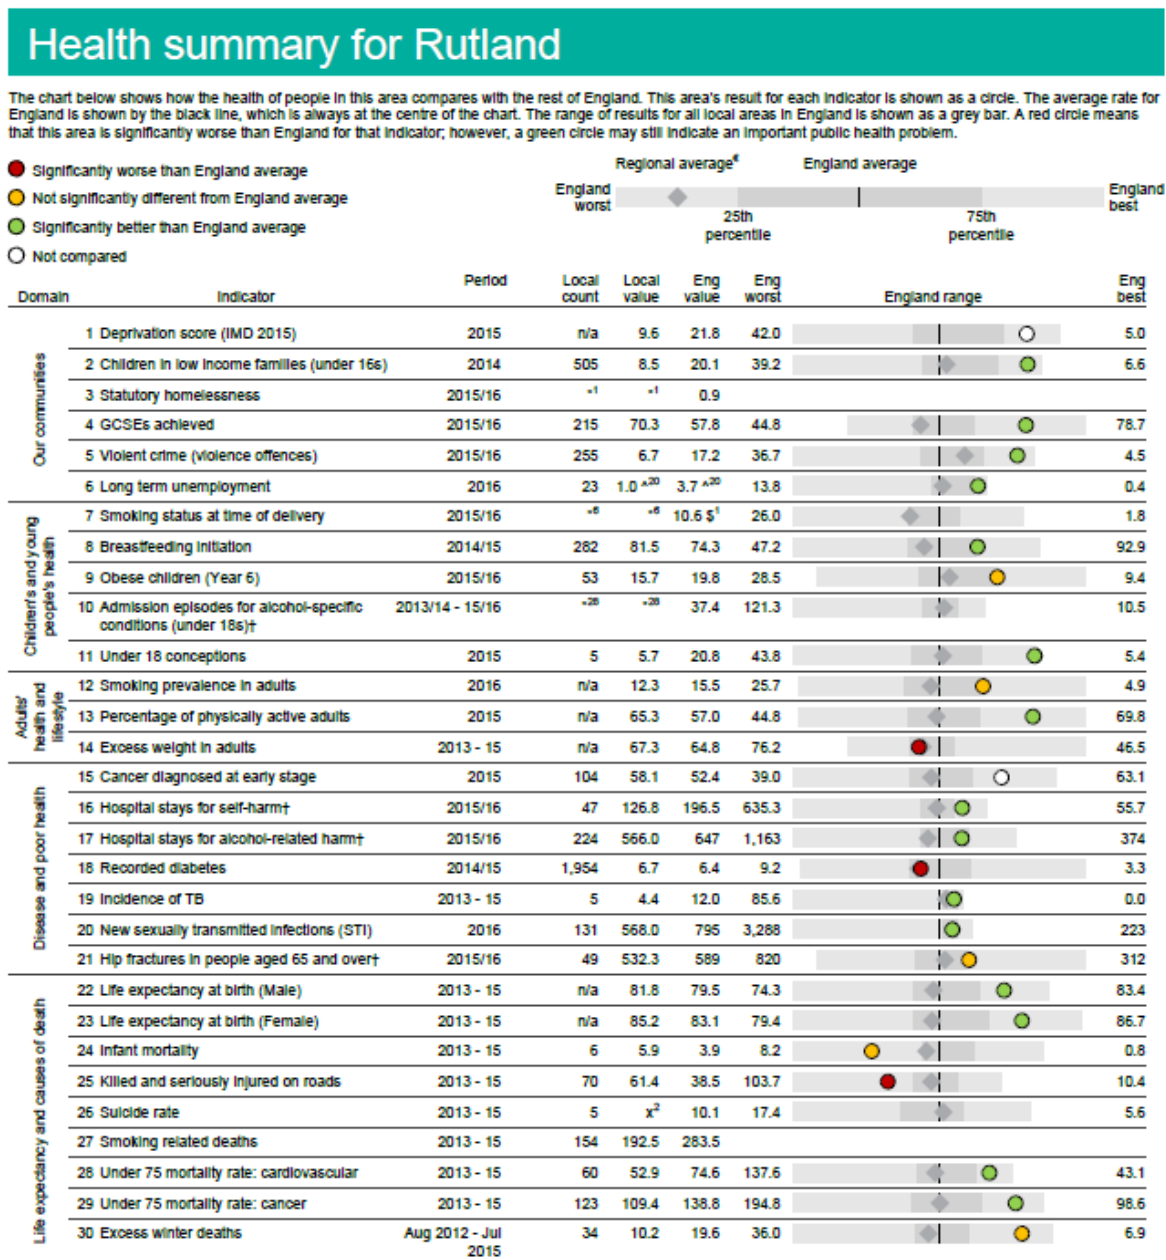 Health summary for Rutland
The chart below shows how the health of people in this area compares with the rest of England. This area's result for each indicator is shown as a circle. The average rate for
England is shown by the black line, which is always at the centre of the chart. The range of results for all local areas in England is shown as a grey bar. A red circle means
that this area is significantly worse than England for that indicator; however, a green circle may still indicate an important public health problem.
Significantly worse than England average
Not significantly different from England average
Significantly better than England average
Not compared
Regional average€ England average
England worst
England best
25th percentile
75th percentile
Domain Indicator Period Local count Local value Eng value Eng worst England range Eng best
Our communities
1 Deprivation score (IMD 2015) 2015 n/a 9.6 21.8 42.0 5.0
2 Children in low income families (under 16s) 2014 505 8.5 20.1 39.2 6.6
3 Statutory homelessness 2015/16 *1 *1 0.9
4 GCSEs achieved 2015/16 215 70.3 57.8 44.8 78.7
5 Violent crime (violence offences) 2015/16 255 6.7 17.2 36.7 4.5
6 Long term unemployment 2016 23 1.0 ^20 3.7 ^20 13.8 0.4
Children's and young people's health
7 Smoking status at time of delivery 2015/16 *6 *6 10.6 $1 26.0 1.8
8 Breastfeeding initiation 2014/15 282 81.5 74.3 47.2 92.9
9 Obese children (Year 6) 2015/16 53 15.7 19.8 28.5 9.4
10 Admission episodes for alcohol-specific 2013/14 - 15/16 *28 *28 37.4 121.3 10.5
conditions (under 18s)†
11 Under 18 conceptions 2015 5 5.7 20.8 43.8 5.4
Adults' health and lifestyle
12 Smoking prevalence in adults 2016 n/a 12.3 15.5 25.7 4.9
13 Percentage of physically active adults 2015 n/a 65.3 57.0 44.8 69.8
14 Excess weight in adults 2013 - 15 n/a 67.3 64.8 76.2 46.5
Disease and poor health
15 Cancer diagnosed at early stage 2015 104 58.1 52.4 39.0 63.1
16 Hospital stays for self-harm† 2015/16 47 126.8 196.5 635.3 55.7
17 Hospital stays for alcohol-related harm† 2015/16 224 566.0 647 1,163 374
18 Recorded diabetes 2014/15 1,954 6.7 6.4 9.2 3.3
19 Incidence of TB 2013 - 15 5 4.4 12.0 85.6 0.0
20 New sexually transmitted infections (STI) 2016 131 568.0 795 3,288 223
21 Hip fractures in people aged 65 and over† 2015/16 49 532.3 589 820 312
Life expectancy and causes of death
22 Life expectancy at birth (Male) 2013 - 15 n/a 81.8 79.5 74.3 83.4
23 Life expectancy at birth (Female) 2013 - 15 n/a 85.2 83.1 79.4 86.7
24 Infant mortality 2013 - 15 6 5.9 3.9 8.2 0.8
25 Killed and seriously injured on roads 2013 - 15 70 61.4 38.5 103.7 10.4
26 Suicide rate 2013 - 15 5 x2 10.1 17.4 5.6
27 Smoking related deaths 2013 - 15 154 192.5 283.5
28 Under 75 mortality rate: cardiovascular 2013 - 15 60 52.9 74.6 137.6 43.1
29 Under 75 mortality rate: cancer 2013 - 15 123 109.4 138.8 194.8 98.6
30 Excess winter deaths Aug 2012 - Jul 34 10.2 19.6 36.0 6.9
2015